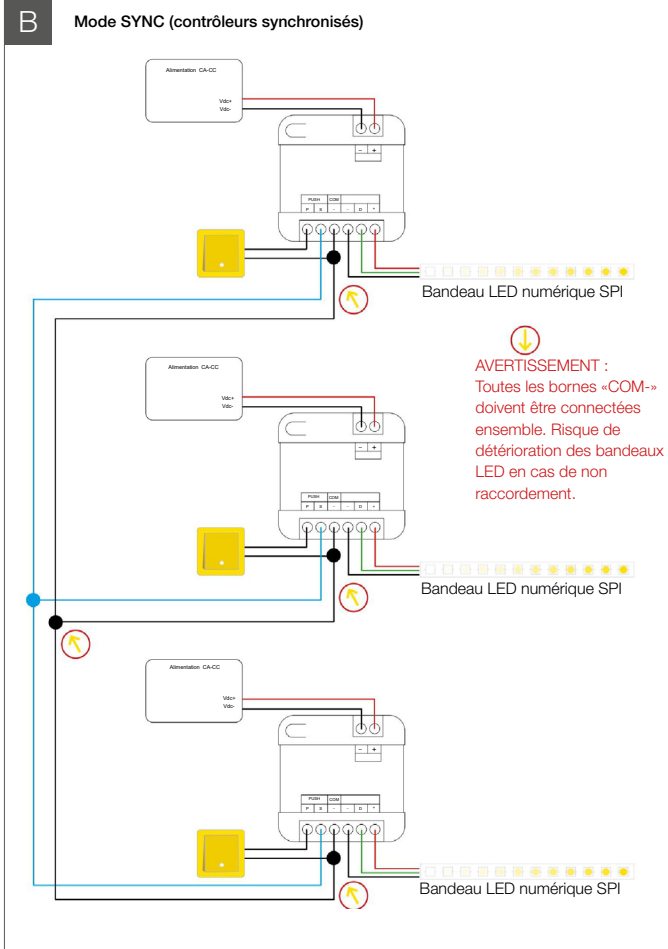 B
Mode SYNC (contrôleurs synchronisés)
Alimentation CA-CC
Vdc+
Vdc-
- +
PUSH COM
P S - - D +
Bandeau LED numérique SPI
AVERTISSEMENT :
Toutes les bornes «COM-»
doivent être connectées
ensemble. Risque de
détérioration des bandeaux
LED en cas de non
raccordement.
Alimentation CA-CC
Vdc+
Vdc-
- +
PUSH COM
P S - - D +
Bandeau LED numérique SPI
Alimentation CA-CC
Vdc+
Vdc-
- +
PUSH COM
P S - - D +
Bandeau LED numérique SPI